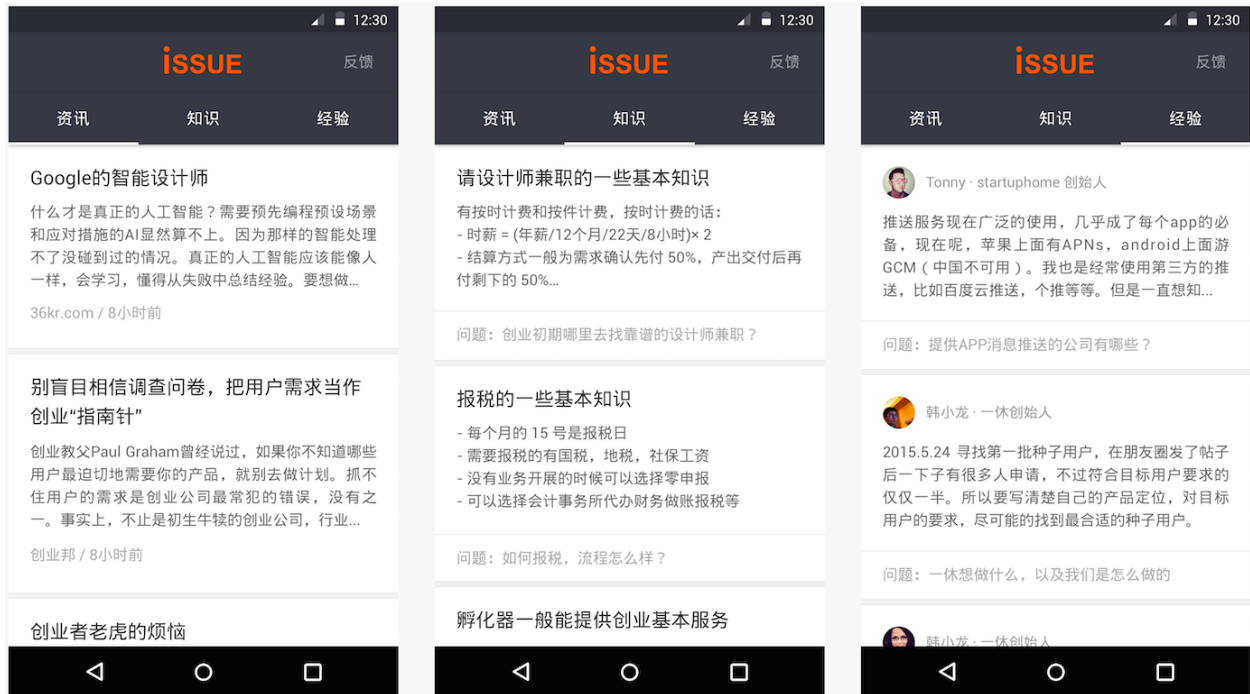 12:30
iSSUE
反馈
资讯
知识
经验
Google的智能设计师
什么才是真正的人工智能？需要预先编程预设场景
和应对措施的AI显然算不上。因为那样的智能处理
不了没碰到过的情况。真正的人工智能应该能像人
一样，会学习，懂得从失败中总结经验。要想做...
36kr.com / 8小时前
别盲目相信调查问卷，把用户需求当作
创业“指南针”
创业教父Paul Graham曾经说过，如果你不知道哪些
用户最迫切地需要你的产品，就别去做计划。抓不
住用户的需求是创业公司最常犯的错误，没有之
一。事实上，不止是初生牛犊的创业公司，行业...
创业邦 / 8小时前
创业者老虎的烦恼
12:30
iSSUE
反馈
资讯
知识
经验
请设计师兼职的一些基本知识
有按时计费和按件计费，按时计费的话：
- 时薪 = (年薪/12个月/22天/8小时)× 2
- 结算方式一般为需求确认先付 50%，产出交付后再
付剩下的 50%...
问题：创业初期哪里去找靠谱的设计师兼职？
报税的一些基本知识
- 每个月的 15 号是报税日
- 需要报税的有国税，地税，社保工资
- 没有业务开展的时候可以选择零申报
- 可以选择会计事务所代办财务做账报税等
问题：如何报税，流程怎么样？
孵化器一般能提供创业基本服务
12:30
iSSUE
反馈
资讯
知识
经验
Tonny · startuphome 创始人
推送服务现在广泛的使用，几乎成了每个app的必
备，现在呢，苹果上面有APNs，android上面游
GCM（中国不可用）。我也是经常使用第三方的推
送，比如百度云推送，个推等等。但是一直想知...
问题：提供APP消息推送的公司有哪些？
韩小龙 · 一休创始人
2015.5.24 寻找第一批种子用户，在朋友圈发了帖子
后一下子有很多人申请，不过符合目标用户要求的
仅仅一半。所以要写清楚自己的产品定位，对目标
用户的要求，尽可能的找到最合适的种子用户。
问题：一休想做什么，以及我们是怎么做的
韩小龙 · 一休创始人